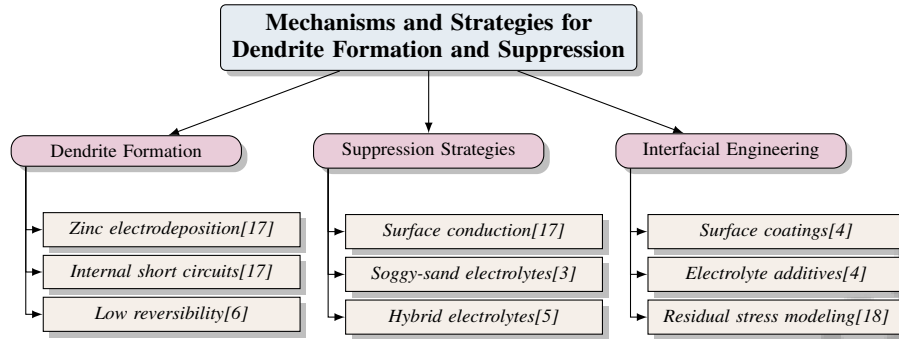 Mechanisms and Strategies for
Dendrite Formation and Suppression
Dendrite Formation
Zinc electrodeposition[17]
Internal short circuits[17]
Low reversibility[6]
Suppression Strategies
Surface conduction[17]
Soggy-sand electrolytes[3]
Hybrid electrolytes[5]
Interfacial Engineering
Surface coatings[4]
Electrolyte additives[4]
Residual stress modeling[18]